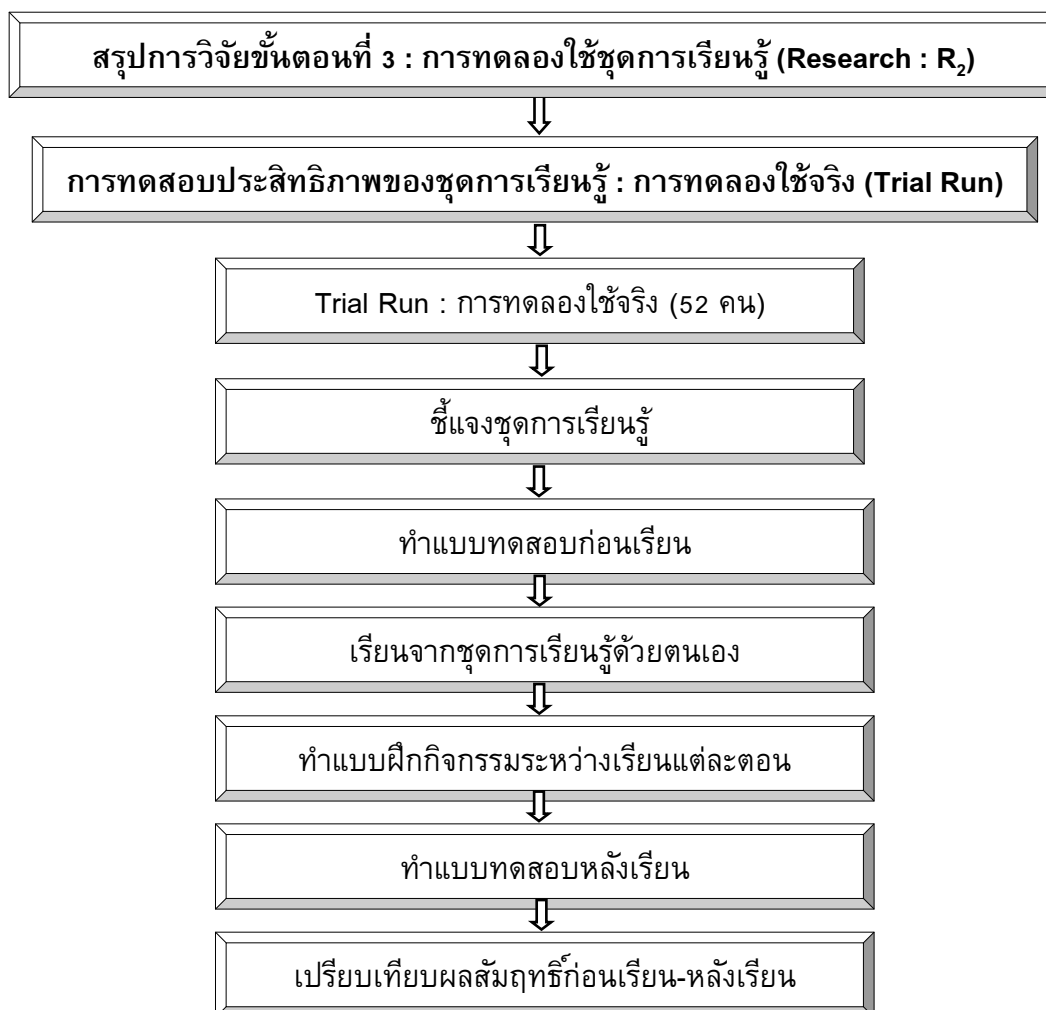 สรุปการวิจัยขั้นตอนที่ 3 : การทดลองใช้ชุดการเรียนรู้ (Research : R₂)
การทดสอบประสิทธิภาพของชุดการเรียนรู้ : การทดลองใช้จริง (Trial Run)
Trial Run : การทดลองใช้จริง (52 คน)
ชี้แจงชุดการเรียนรู้
ทำแบบทดสอบก่อนเรียน
เรียนจากชุดการเรียนรู้ด้วยตนเอง
ทำแบบฝึกกิจกรรมระหว่างเรียนแต่ละตอน
ทำแบบทดสอบหลังเรียน
เปรียบเทียบผลสัมฤทธิ์ก่อนเรียน-หลังเรียน